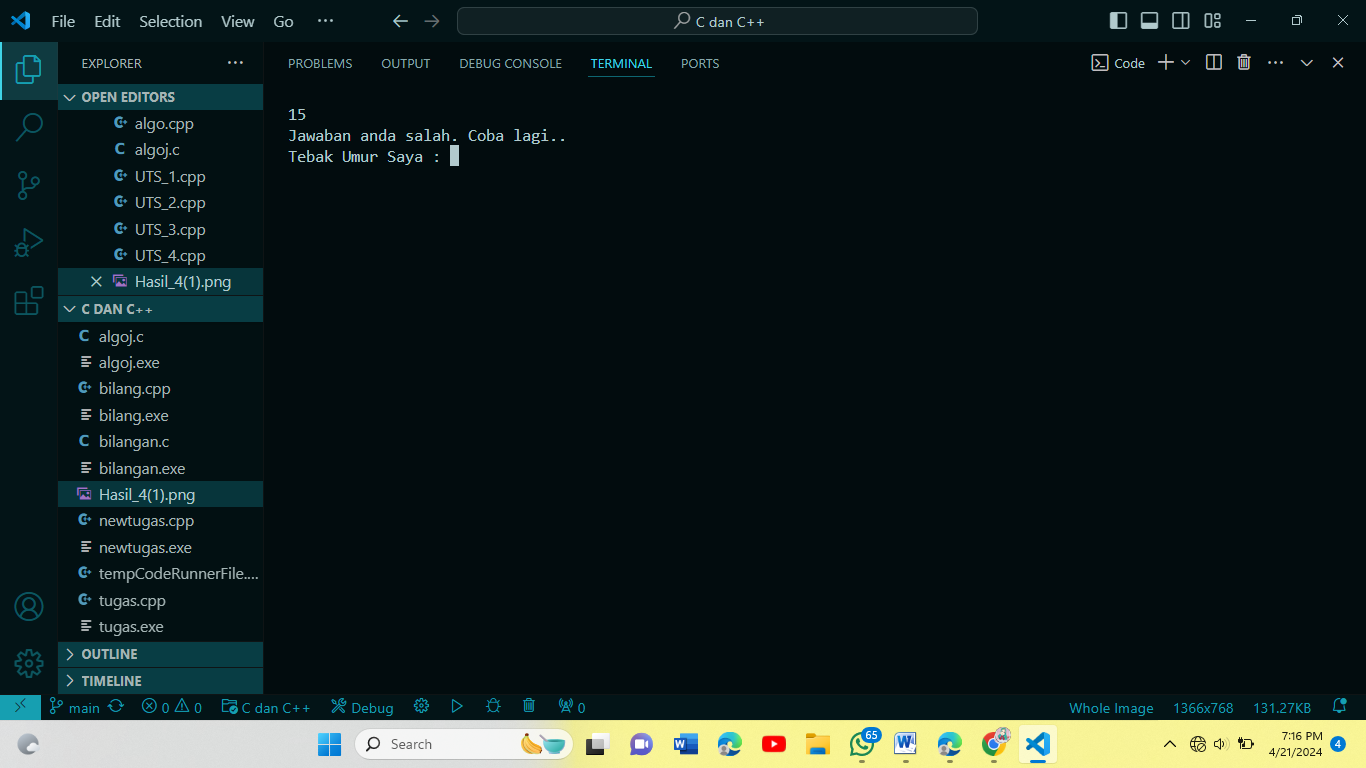 File Edit Selection View Go ··· C dan C++
EXPLORER ···
OPEN EDITORS
algo.cpp
C algoj.c
UTS_1.cpp
UTS_2.cpp
UTS_3.cpp
UTS_4.cpp
Hasil_4(1).png
C DAN C++
C algoj.c
algoj.exe
bilang.cpp
bilang.exe
C bilangan.c
bilangan.exe
Hasil_4(1).png
newtugas.cpp
newtugas.exe
tempCodeRunnerFile....
tugas.cpp
tugas.exe
OUTLINE
TIMELINE
PROBLEMS OUTPUT DEBUG CONSOLE TERMINAL PORTS Code
15
Jawaban anda salah. Coba lagi..
Tebak Umur Saya :
main 0 0 C dan C++ Debug 0 Whole Image 1366x768 131.27KB
Search 65 7:16 PM
4/21/2024 4